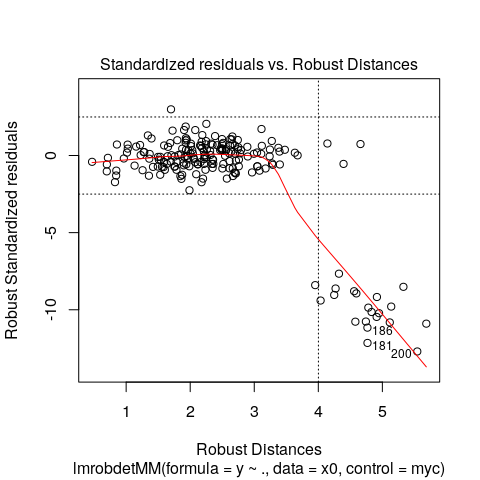 Standardized residuals vs. Robust Distances
Robust Standardized residuals
0
-5
-10
186
181
200
1 2 3 4 5
Robust Distances
lmrobdetMM(formula = y ~ ., data = x0, control = myc)